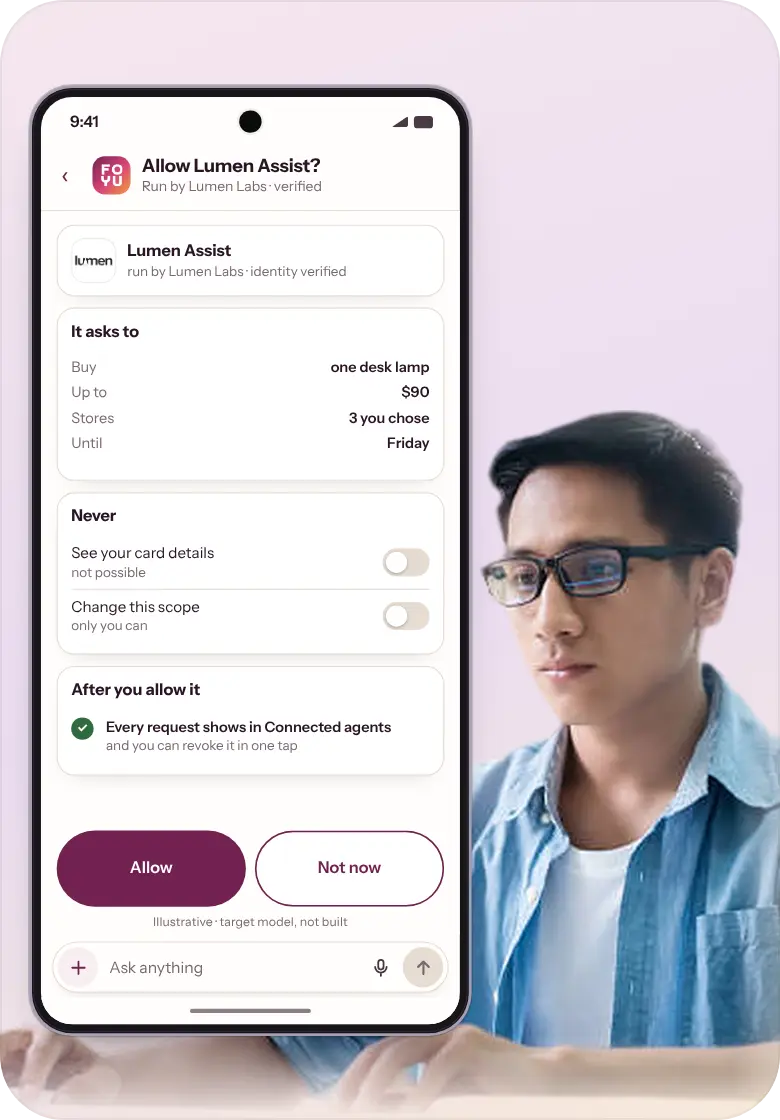 9:41
FO
YU
Allow Lumen Assist?
Run by Lumen Labs · verified
lumen
Lumen Assist
run by Lumen Labs · identity verified
It asks to
Buy one desk lamp
Up to $90
Stores 3 you chose
Until Friday
Never
See your card details
not possible
Change this scope
only you can
After you allow it
Every request shows in Connected agents
and you can revoke it in one tap
Allow Not now
Illustrative · target model, not built
Ask anything